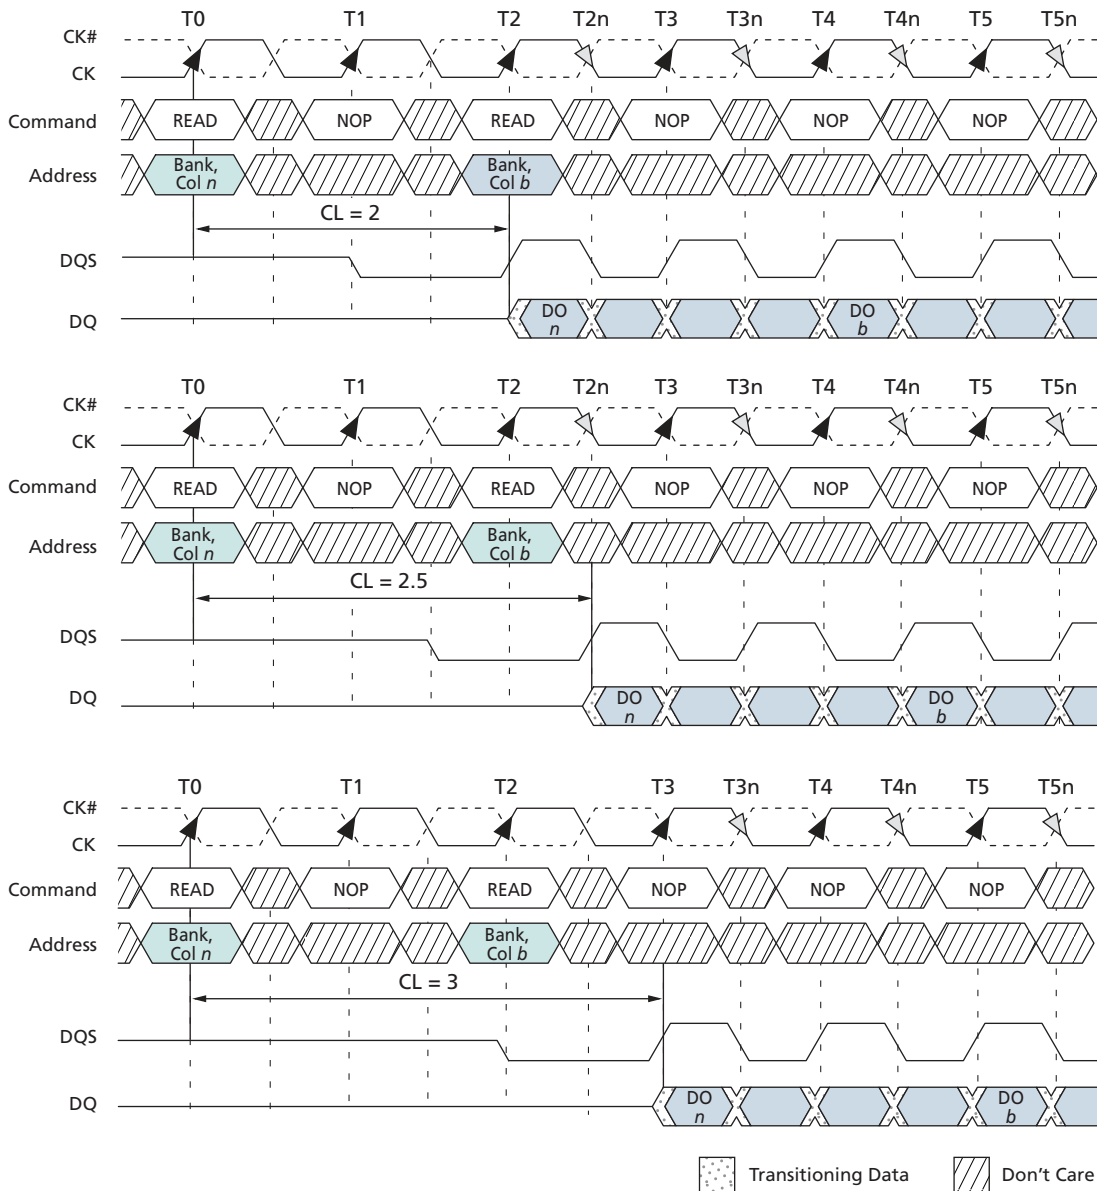 T0 T1 T2 T2n T3 T3n T4 T4n T5 T5n
CK#
CK
Command READ NOP READ NOP NOP NOP
Address Bank, Col n Bank, Col b
CL = 2
DQS
DQ DO n DO b
T0 T1 T2 T2n T3 T3n T4 T4n T5 T5n
CK#
CK
Command READ NOP READ NOP NOP NOP
Address Bank, Col n Bank, Col b
CL = 2.5
DQS
DQ DO n DO b
T0 T1 T2 T3 T3n T4 T4n T5 T5n
CK#
CK
Command READ NOP READ NOP NOP NOP
Address Bank, Col n Bank, Col b
CL = 3
DQS
DQ DO n DO b
Transitioning Data Don't Care